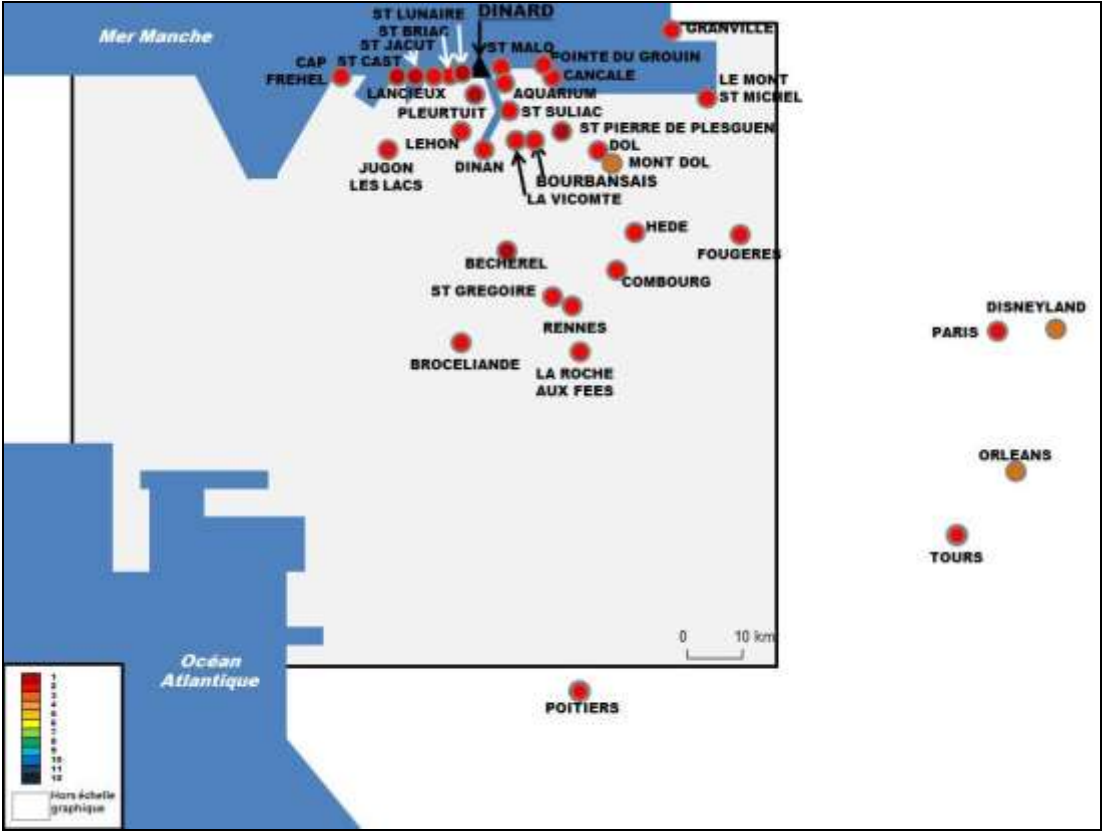 ST LUNAIRE
DINARD
ST BRIAC
GRANVILLE
Mer Manche
ST JACUT
ST MALO
CAP
ST CAST
POINTE DU GROUIN
FREHEL
CANCALE
LE MONT
ST MICHEL
LANCIEUX
AQUARIUM
PLEURTUIT
ST SULIAC
ST PIERRE DE PLESGUEN
LEHON
DOL
JUGON
LES LACS
DINAN
MONT DOL
BOURBANSAIS
LA VICOMTE
HEDE
FOUGERES
BECHEREL
COMBOURG
ST GREGOIRE
RENNES
DISNEYLAND
PARIS
BROCELIANDE
LA ROCHE
AUX FEES
ORLEANS
TOURS
0 10 km
Océan
Atlantique
POITIERS
1
2
3
4
5
6
7
8
9
10
11
12
Hors échelle
graphique